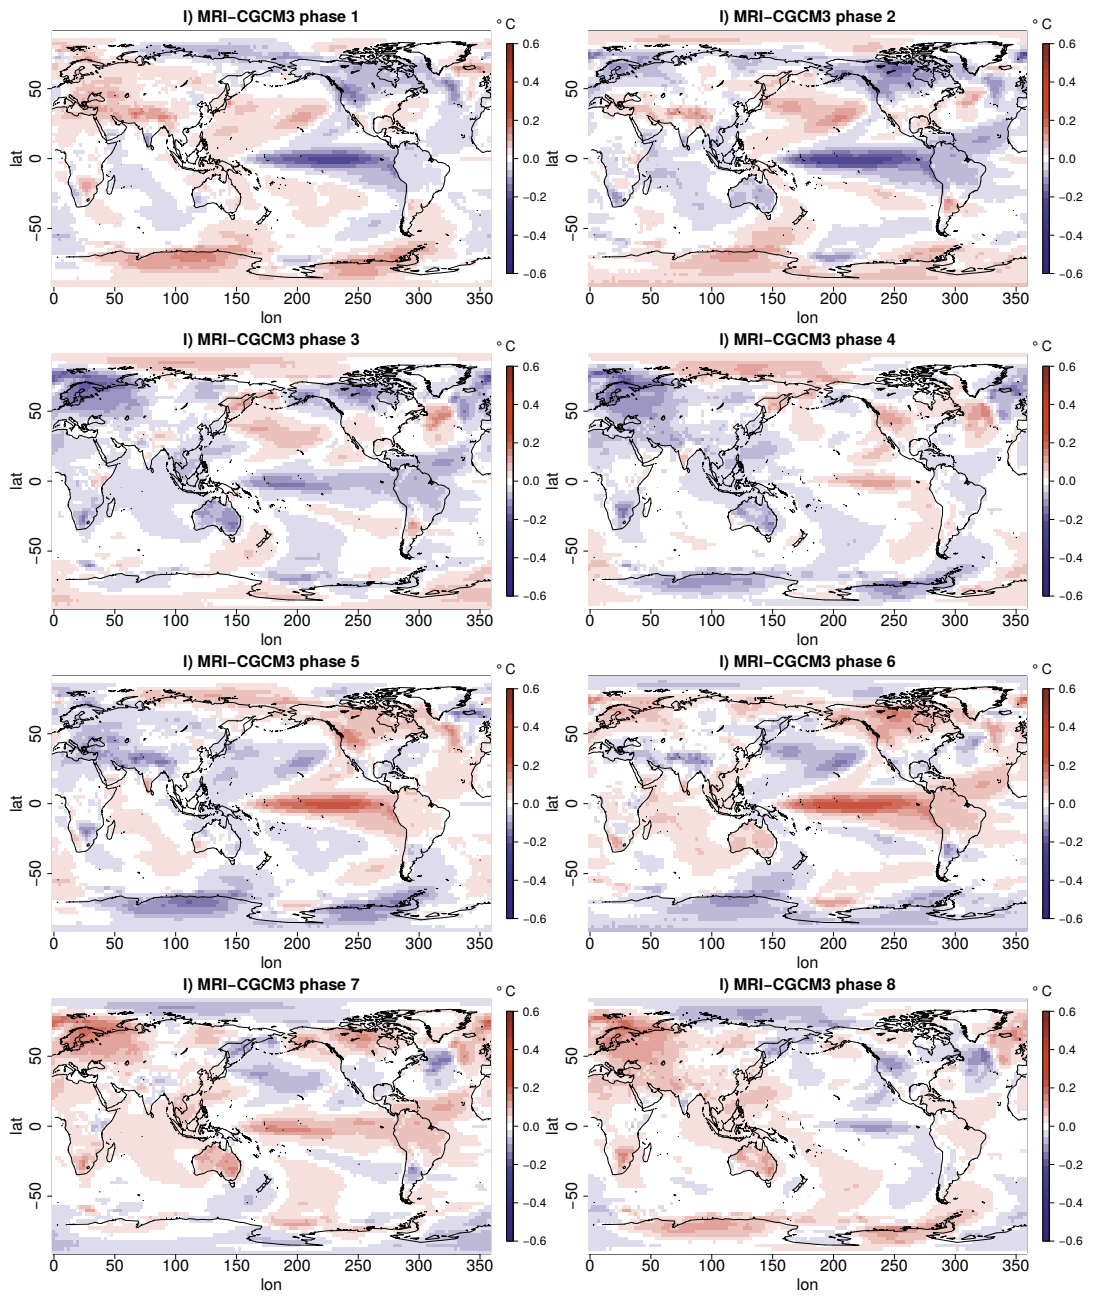 l) MRI−CGCM3 phase 1
° C
lat
50
0
−50
0 50 100 150 200 250 300 350
lon
0.6
0.4
0.2
0.0
−0.2
−0.4
−0.6
l) MRI−CGCM3 phase 2
° C
lat
50
0
−50
0 50 100 150 200 250 300 350
lon
0.6
0.4
0.2
0.0
−0.2
−0.4
−0.6
l) MRI−CGCM3 phase 3
° C
lat
50
0
−50
0 50 100 150 200 250 300 350
lon
0.6
0.4
0.2
0.0
−0.2
−0.4
−0.6
l) MRI−CGCM3 phase 4
° C
lat
50
0
−50
0 50 100 150 200 250 300 350
lon
0.6
0.4
0.2
0.0
−0.2
−0.4
−0.6
l) MRI−CGCM3 phase 5
° C
lat
50
0
−50
0 50 100 150 200 250 300 350
lon
0.6
0.4
0.2
0.0
−0.2
−0.4
−0.6
l) MRI−CGCM3 phase 6
° C
lat
50
0
−50
0 50 100 150 200 250 300 350
lon
0.6
0.4
0.2
0.0
−0.2
−0.4
−0.6
l) MRI−CGCM3 phase 7
° C
lat
50
0
−50
0 50 100 150 200 250 300 350
lon
0.6
0.4
0.2
0.0
−0.2
−0.4
−0.6
l) MRI−CGCM3 phase 8
° C
lat
50
0
−50
0 50 100 150 200 250 300 350
lon
0.6
0.4
0.2
0.0
−0.2
−0.4
−0.6